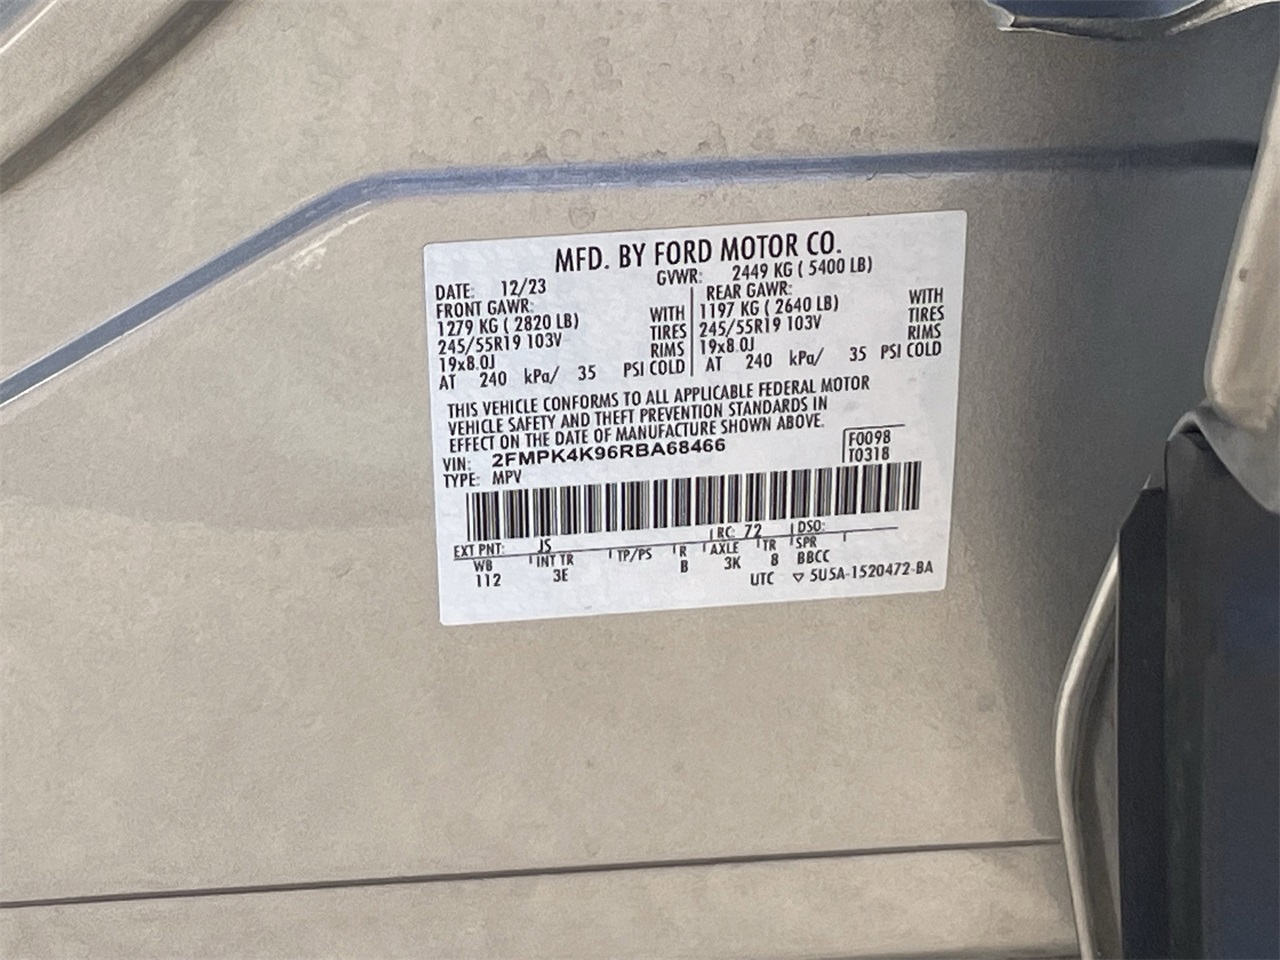 MFD. BY FORD MOTOR CO.
DATE: 12/23 GVWR: 2449 KG ( 5400 LB)
FRONT GAWR: REAR GAWR:
1279 KG ( 2820 LB) WITH 1197 KG ( 2640 LB) WITH
245/55R19 103V TIRES 245/55R19 103V TIRES
19x8.0J RIMS 19x8.0J RIMS
AT 240 kPa/ 35 PSI COLD AT 240 kPa/ 35 PSI COLD
THIS VEHICLE CONFORMS TO ALL APPLICABLE FEDERAL MOTOR
VEHICLE SAFETY AND THEFT PREVENTION STANDARDS IN
EFFECT ON THE DATE OF MANUFACTURE SHOWN ABOVE.
VIN: 2FMPK4K96RBA68466 F0098
TYPE: MPV T0318
EXT PNT: JS RC: 72 DSO:
WB INT TR TP/PS R AXLE TR SPR
112 3E B 3K 8 BBCC
UTC ▽ 5U5A-1520472-BA